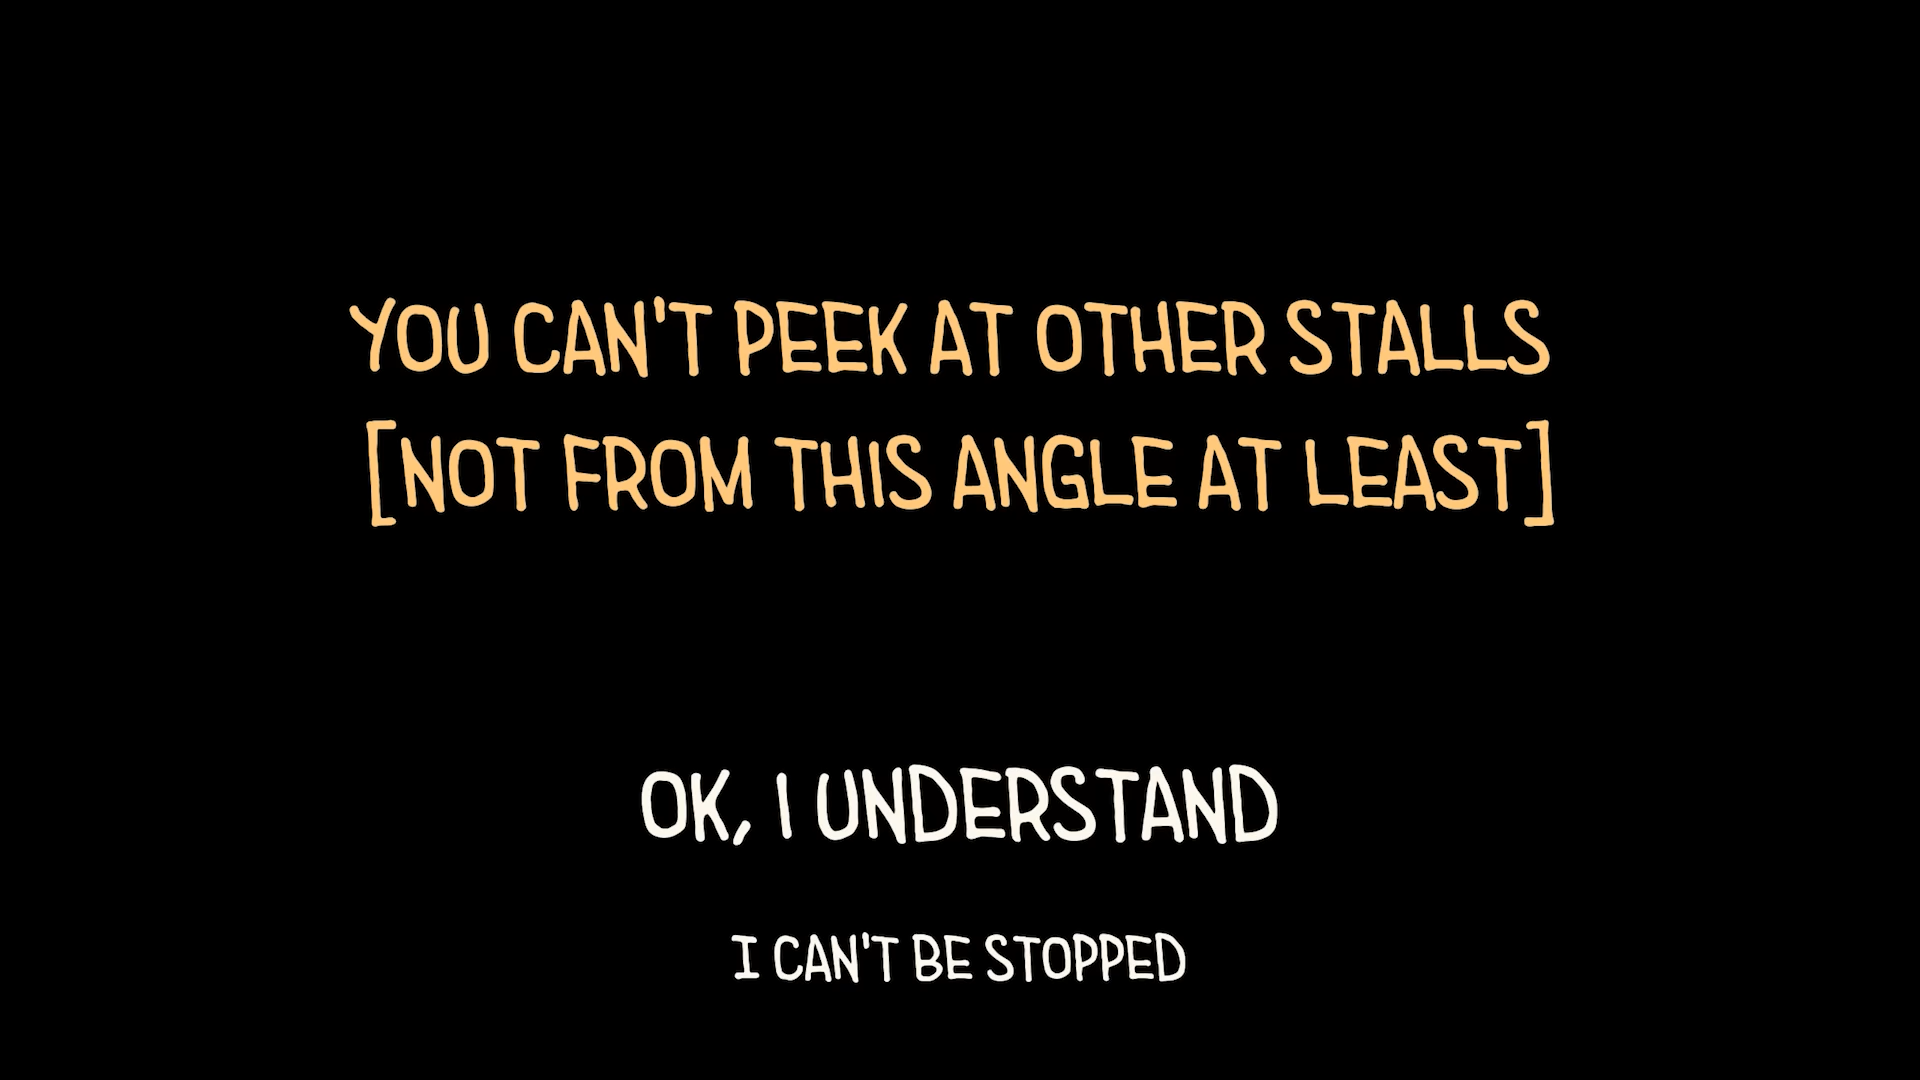 YOU CAN'T PEEK AT OTHER STALLS
[NOT FROM THIS ANGLE AT LEAST]
OK, I UNDERSTAND
I CAN'T BE STOPPED